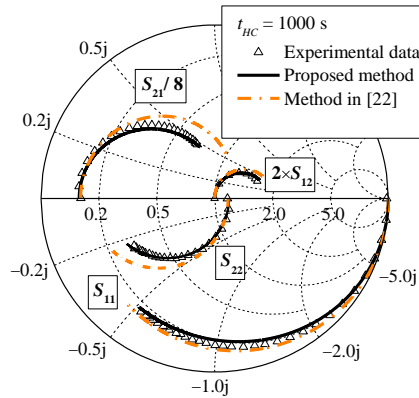 t_HC = 1000 s
Experimental data
Proposed method
Method in [22]
0.5j
S21/ 8
0.2j
2×S12
0.2
0.5
2.0
5.0
S22
−0.2j
−5.0j
S11
−0.5j
−2.0j
−1.0j